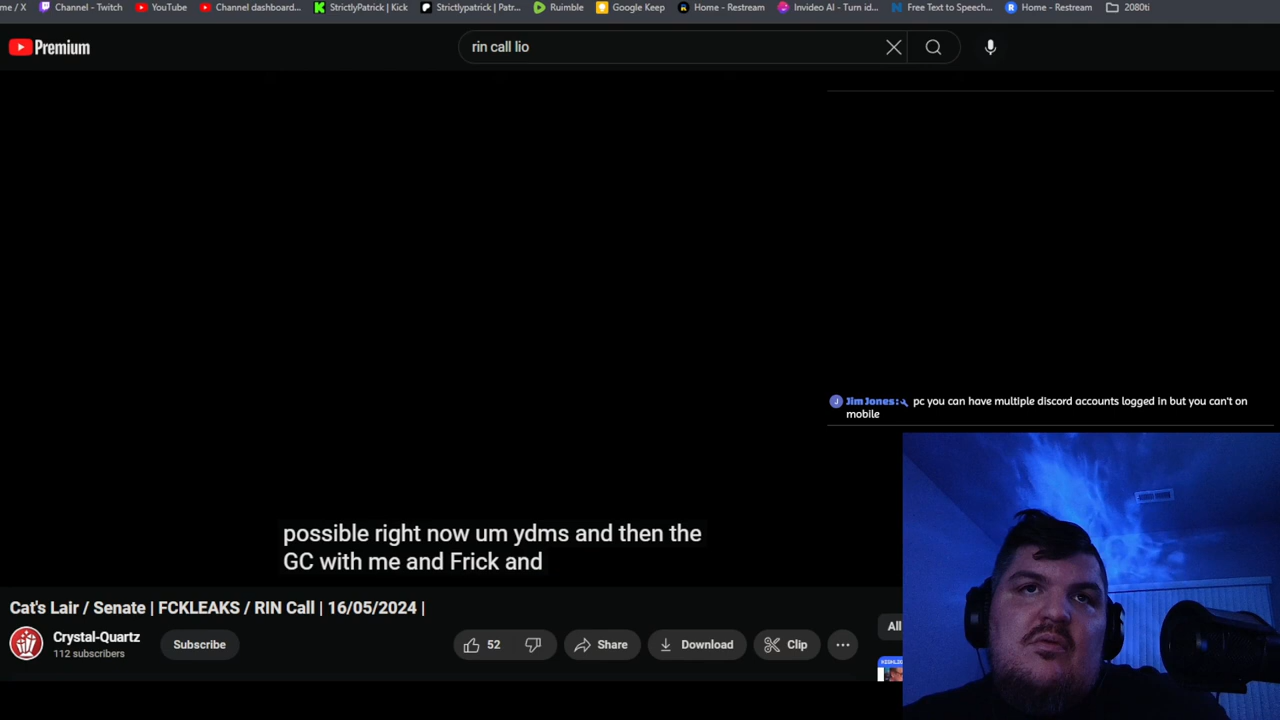 me / X Channel - Twitch YouTube Channel dashboard... StrictlyPatrick | Kick Strictlypatrick | Patr... Rumble Google Keep Home - Restream Invideo AI - Turn id... Free Text to Speech... Home - Restream 2080ti
Premium
rin call lio
Jim Jones: pc you can have multiple discord accounts logged in but you can't on
mobile
possible right now um ydms and then the
GC with me and Frick and
Cat's Lair / Senate | FCKLEAKS / RIN Call | 16/05/2024 |
All
Crystal-Quartz
112 subscribers
Subscribe
52
Share
Download
Clip